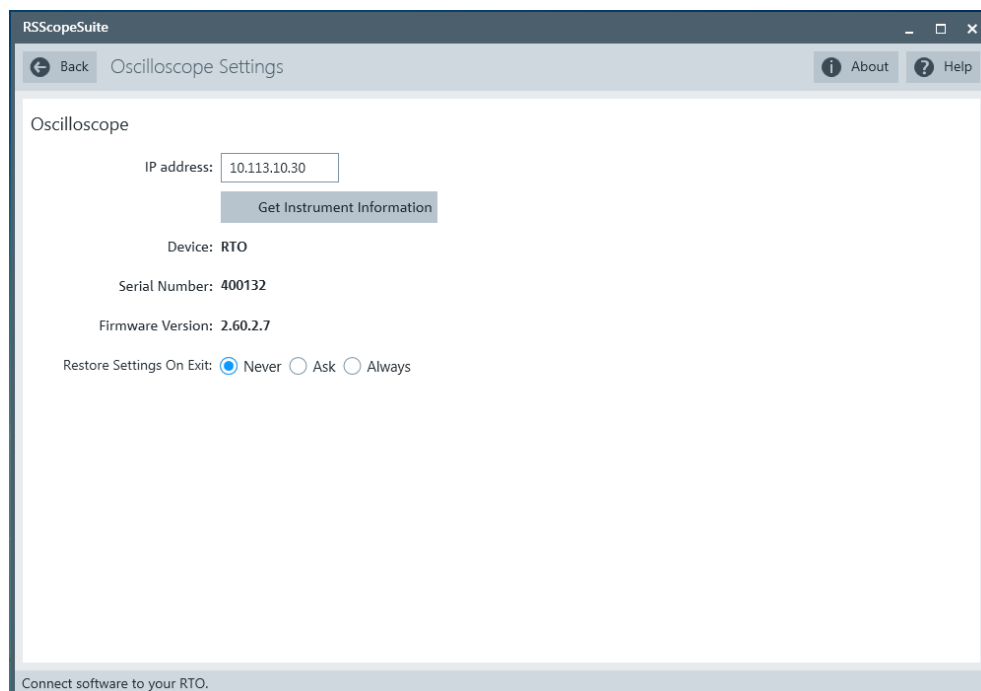 RSScopeSuite
Back Oscilloscope Settings About Help
Oscilloscope
IP address: 10.113.10.30
Get Instrument Information
Device: RTO
Serial Number: 400132
Firmware Version: 2.60.2.7
Restore Settings On Exit: Never Ask Always
Connect software to your RTO.